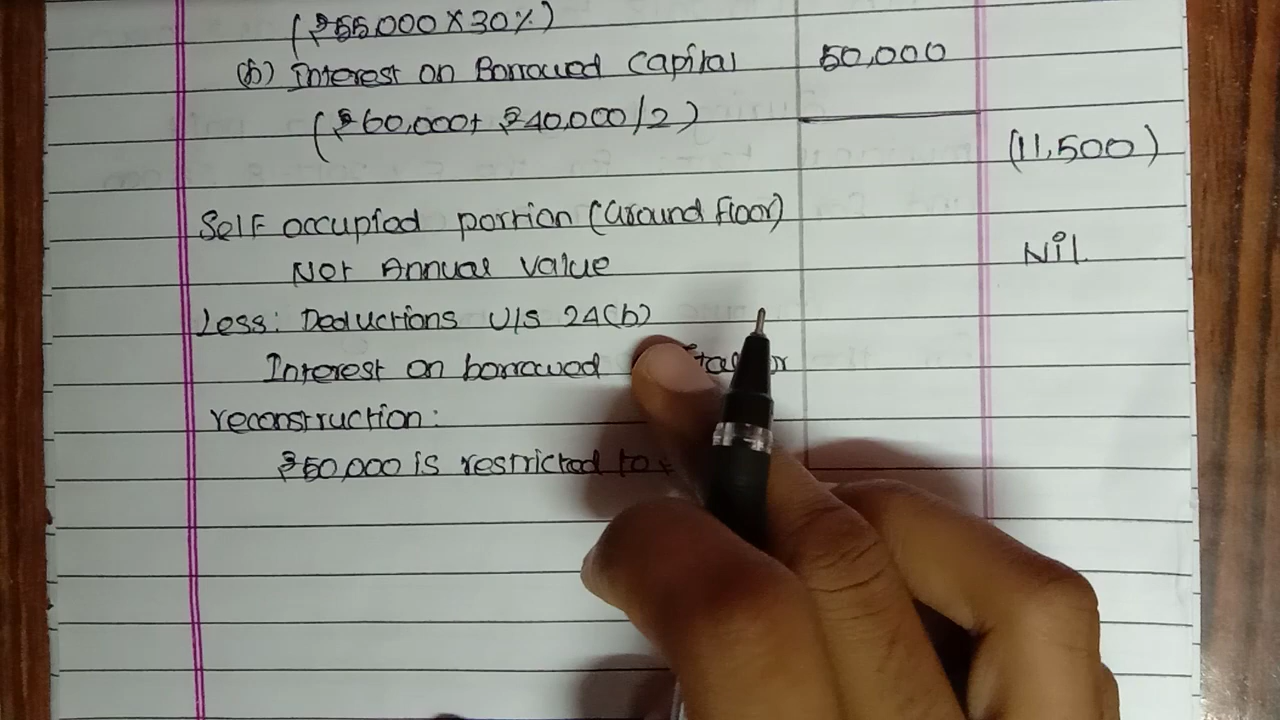 (₹55,000 X 30%)
(b) Interest on Borrowed Capital 50,000
(₹60,000+ ₹40,000/2)
(11,500)
Self occupied portion (Ground Floor)
Net Annual value Nil
Less: Deductions U/S 24(b)
Interest on borrowed
reconstruction:
₹50,000 is restricted to